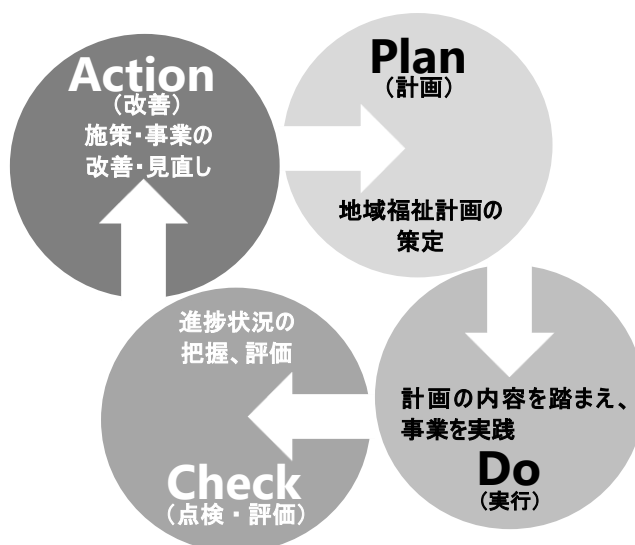 Action
（改善）
施策・事業の
改善・見直し
Plan
（計画）
地域福祉計画の
策定
計画の内容を踏まえ、
事業を実践
Do
（実行）
進捗状況の
把握、評価
Check
（点検・評価）